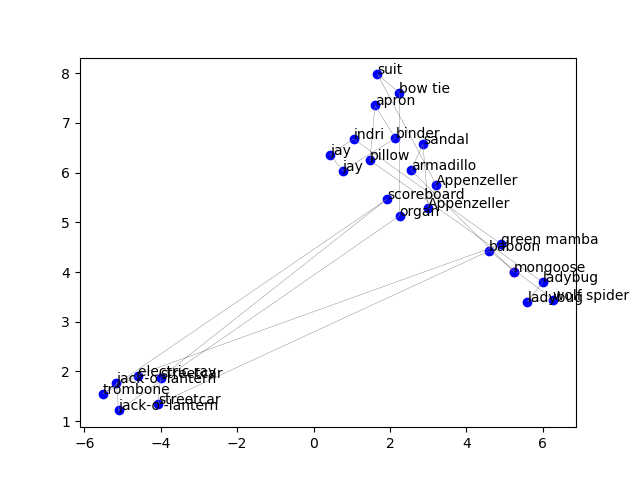 suit
bow tie
apron
indri
binder
sandal
jay
pillow
jay
armadillo
Appenzeller
scoreboard
Appenzeller
organ
green mamba
baboon
mongoose
ladybug
ladybug
wolf spider
electric ray
streetcar
jack-o'-lantern
trombone
streetcar
jack-o'-lantern
8
7
6
5
4
3
2
1
−6
−4
−2
0
2
4
6